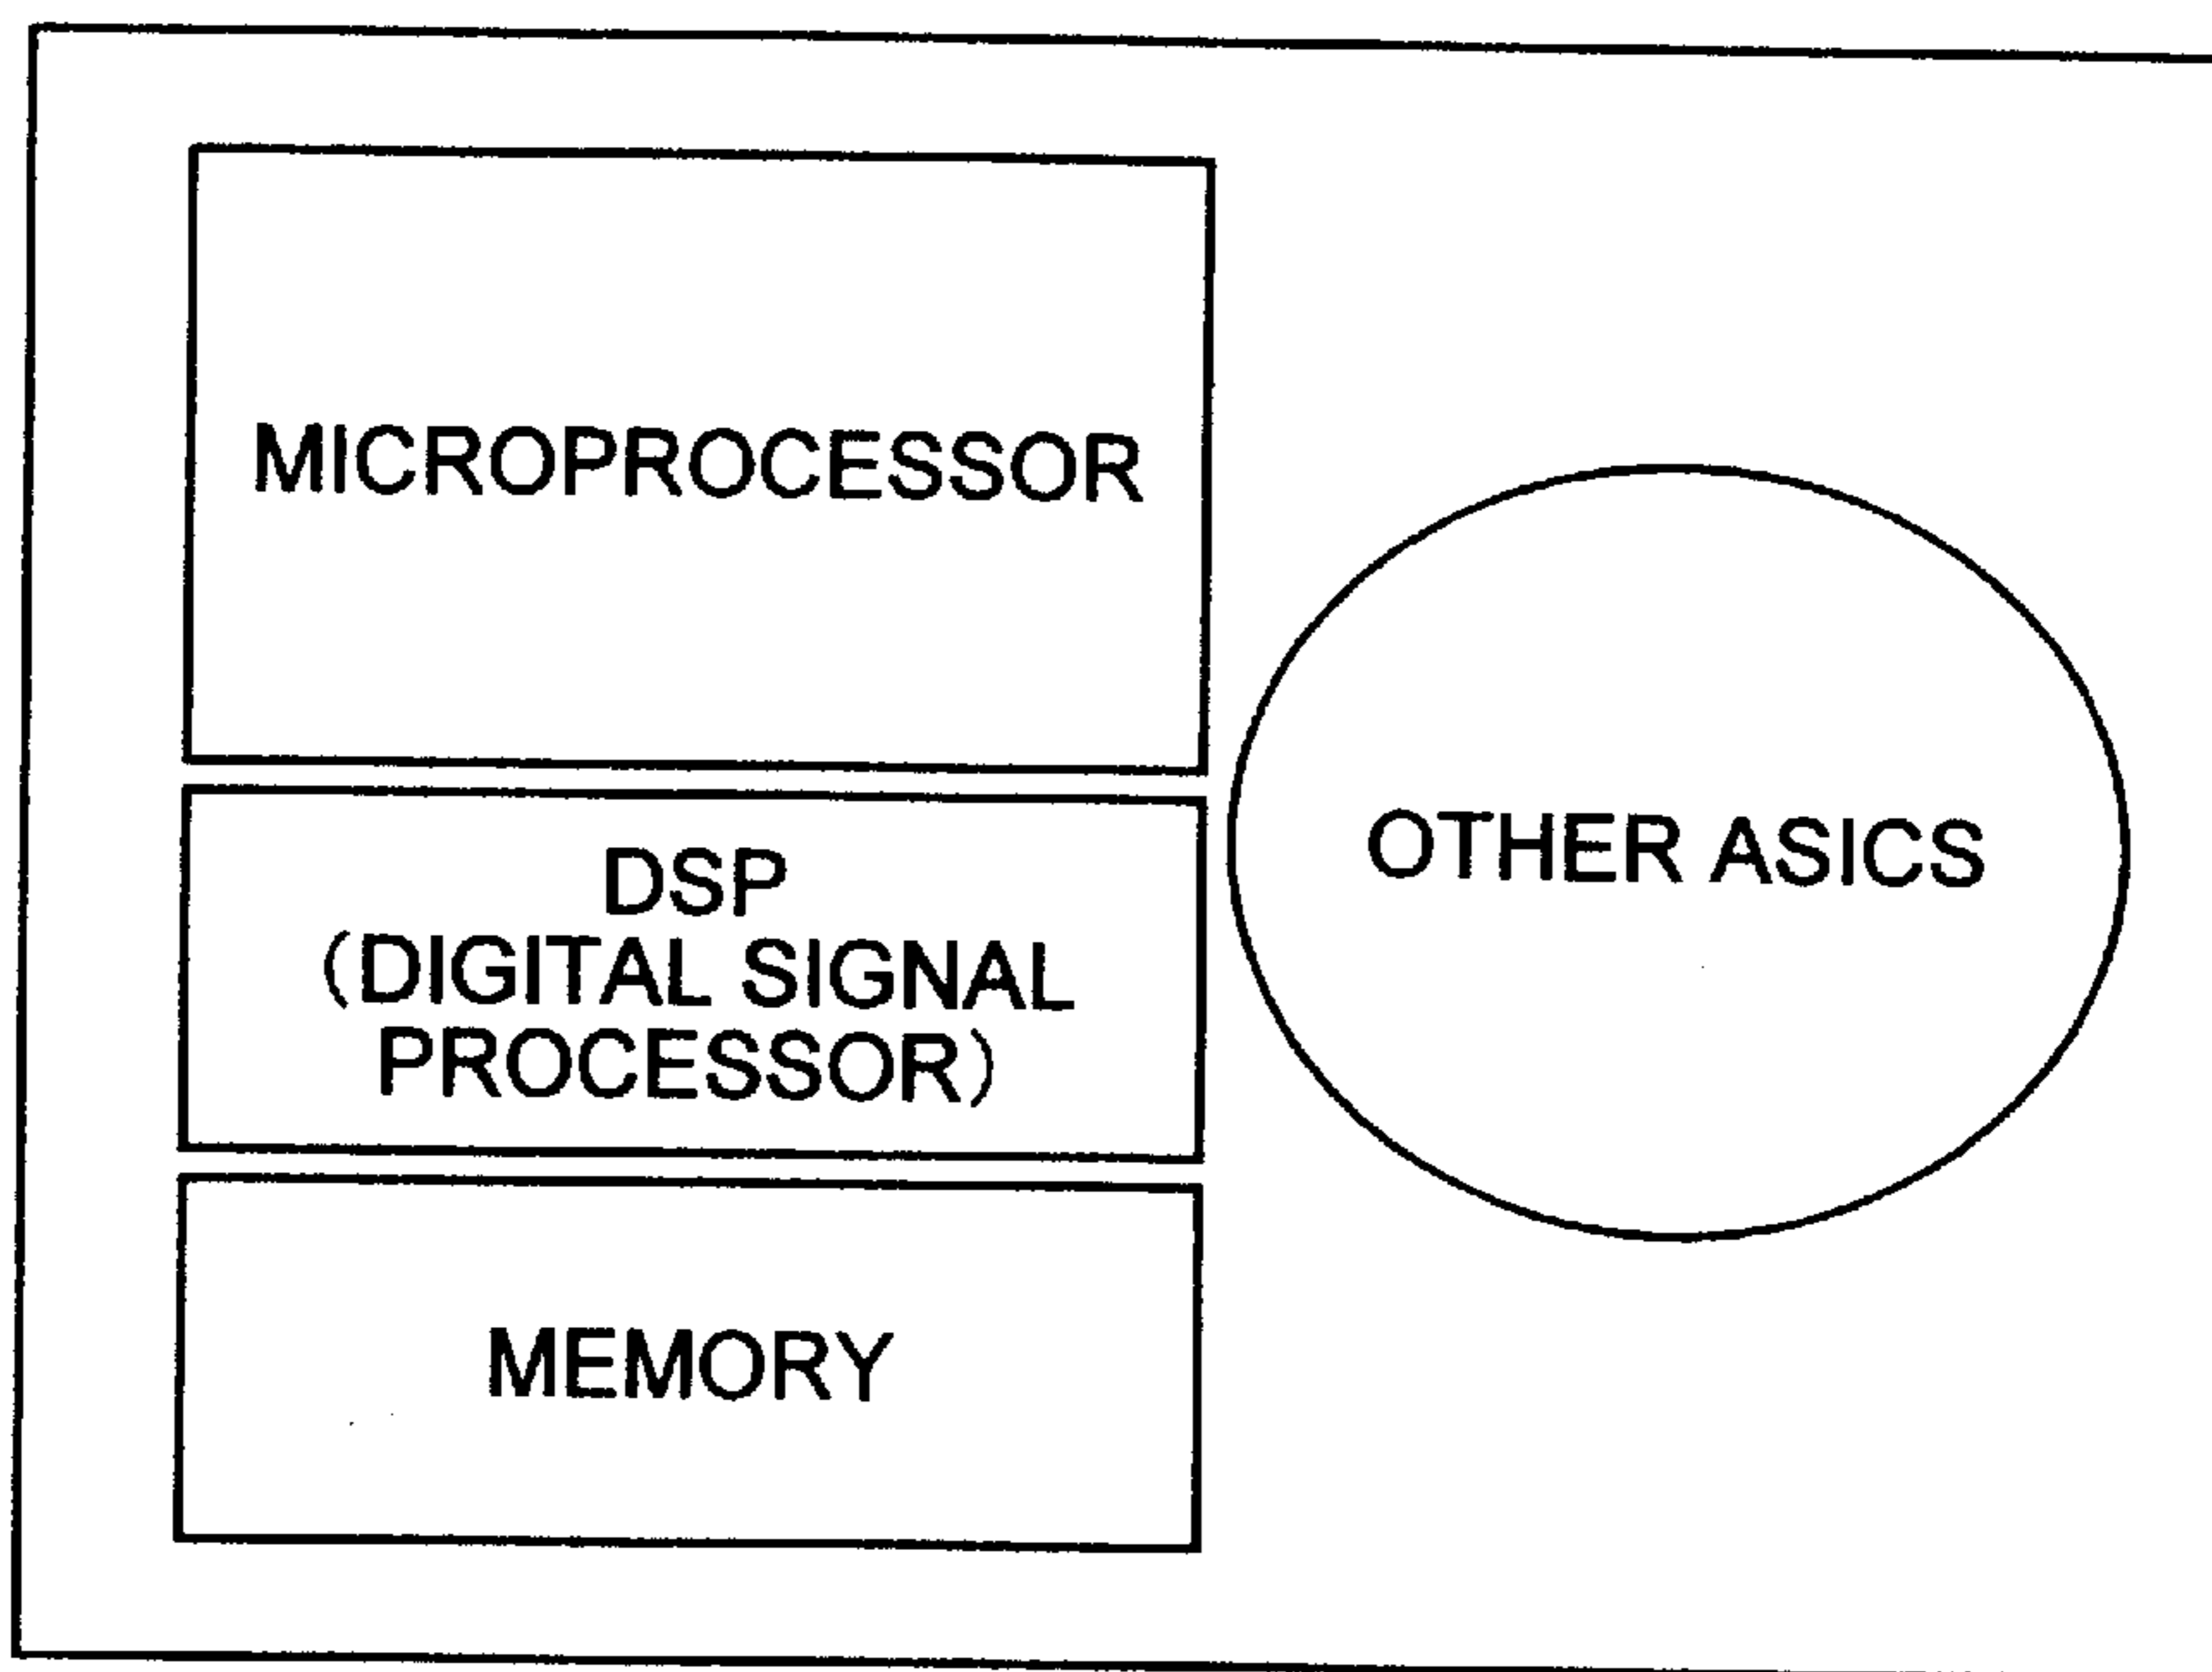 MICROPROCESSOR
DSP
(DIGITAL SIGNAL
PROCESSOR)
MEMORY
OTHER ASICS